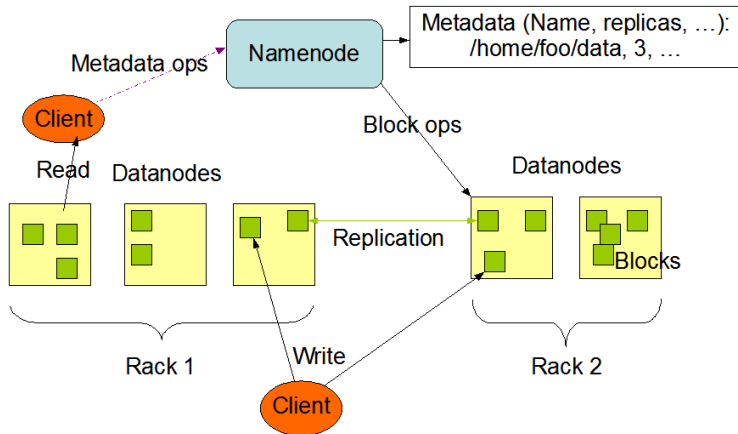 Metadata (Name, replicas, …):
/home/foo/data, 3, …
Namenode
Metadata ops
Client
Block ops
Read
Datanodes
Datanodes
Replication
Blocks
Rack 1
Write
Rack 2
Client